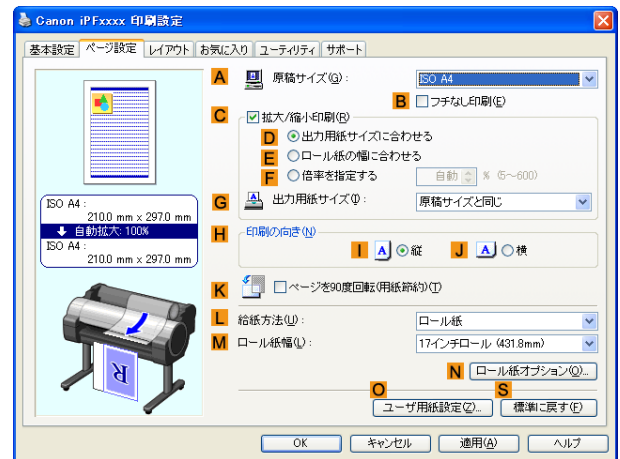 Canon iPFxxxx 印刷設定
基本設定 ページ設定 レイアウト お気に入り ユーティリティ サポート
A 原稿サイズ(G): ISO A4
B フチなし印刷(E)
C 拡大/縮小印刷(R)
D 出力用紙サイズに合わせる
E ロール紙の幅に合わせる
F 倍率を指定する 自動 % (5～600)
G 出力用紙サイズ(I): 原稿サイズと同じ
ISO A4 :
210.0 mm x 297.0 mm
自動拡大: 100%
ISO A4 :
210.0 mm x 297.0 mm
H 印刷の向き(N)
I A 縦 J A 横
K ページを90度回転(用紙節約)(T)
L 給紙方法(U): ロール紙
M ロール紙幅(L): 17インチロール (431.8mm)
R
N ロール紙オプション(Q)...
O S
ユーザ用紙設定(Z)... 標準に戻す(F)
OK キャンセル 適用(A) ヘルプ